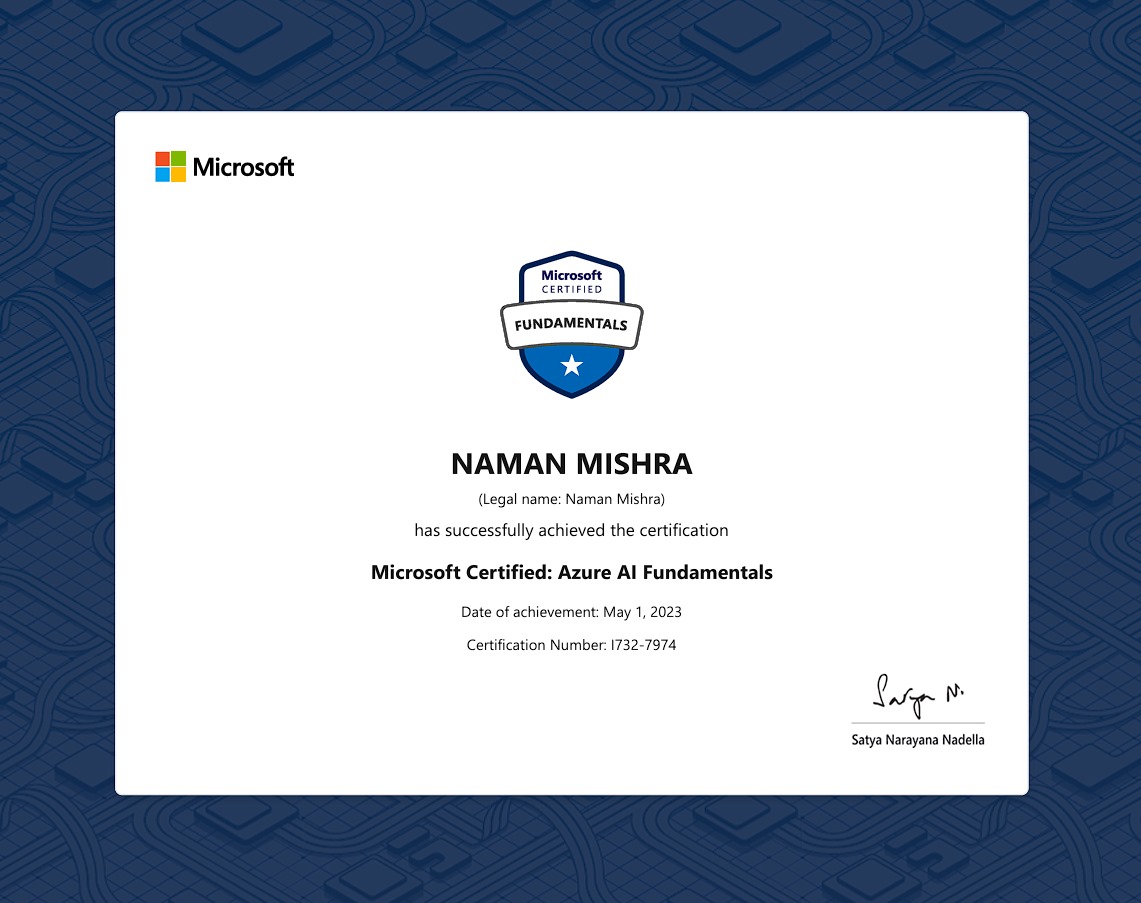 Microsoft
Microsoft
CERTIFIED
FUNDAMENTALS
NAMAN MISHRA
(Legal name: Naman Mishra)
has successfully achieved the certification
Microsoft Certified: Azure AI Fundamentals
Date of achievement: May 1, 2023
Certification Number: I732-7974
Satya N.
Satya Narayana Nadella